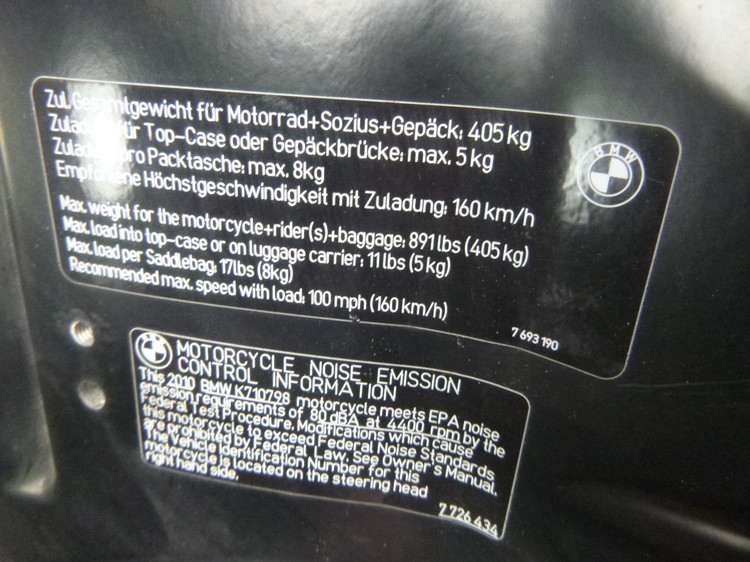 Zul. Gesamtgewicht für Motorrad+Sozius+Gepäck: 405 kg
Zuladung für Top-Case oder Gepäckbrücke: max. 5 kg
Zuladung pro Packtasche: max. 8kg
Empfohlene Höchstgeschwindigkeit mit Zuladung: 160 km/h
Max. weight for the motorcycle+rider(s)+baggage: 891 lbs (405 kg)
Max. load into top-case or on luggage carrier: 11 lbs (5 kg)
Max. load per Saddlebag: 17lbs (8kg)
Recommended max. speed with load: 100 mph (160 km/h)
7 693 190
BMW
MOTORCYCLE NOISE EMISSION
CONTROL INFORMATION
This 2010 BMW K710798 motorcycle meets EPA noise
emission requirements of 80 dBA at 4400 rpm by the
Federal Test Procedure. Modifications which cause
this motorcycle to exceed Federal Noise Standards
are prohibited by Federal Law. See Owner's Manual.
The Vehicle Identification Number for this
motorcycle is located on the steering head
right hand side.
7 726 434